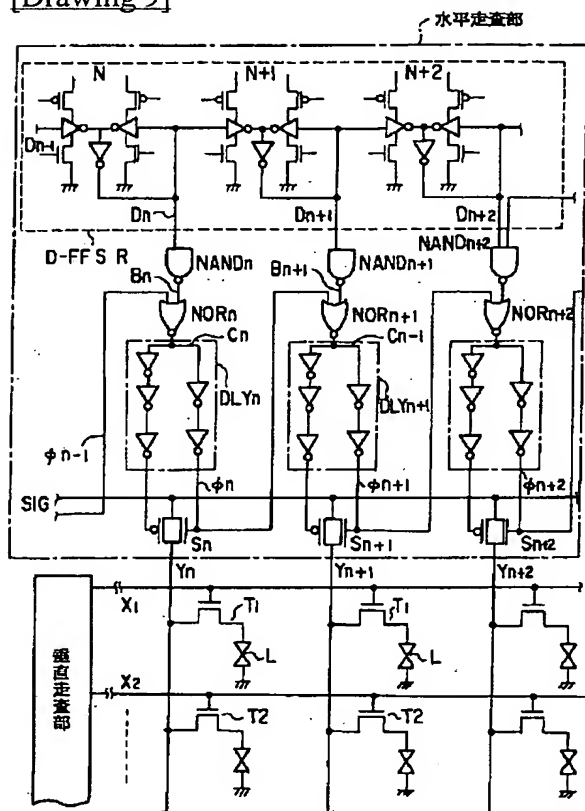 [Drawing 9]
水平走査部
N
N+1
N+2
Dn-1
Dn
Dn+1
Dn+2
D-FF S R
NANDn
NANDn+1
NANDn+2
Bn
Bn+1
NORn
NORn+1
NORn+2
Cn
Cn-1
DLYn
DLYn+1
φn-1
φn
φn+1
φn+2
SIG
Sn
Sn+1
Sn+2
Yn
Yn+1
Yn+2
X1
T1
T1
L
L
X2
T2
T2
垂直走査部